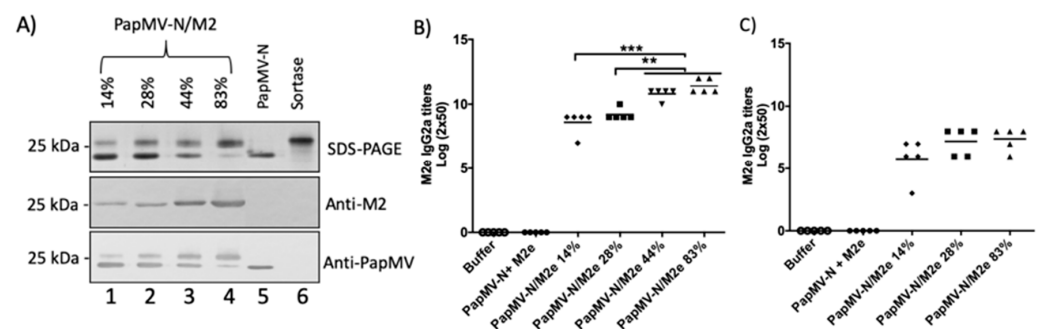 A)
PapMV-N/M2
14%
28%
44%
83%
PapMV-N
Sortase
25 kDa -
SDS-PAGE
25 kDa -
Anti-M2
25 kDa -
Anti-PapMV
1 2 3 4 5 6
B)
M2e IgG2a titers
Log (2x50)
15
10
5
0
***
**
Buffer
PapMV-N+ M2e
PapMV-N/M2e 14%
PapMV-N/M2e 28%
PapMV-N/M2e 44%
PapMV-N/M2e 83%
C)
M2e IgG2a titers
Log (2x50)
15
10
5
0
Buffer
PapMV-N + M2e
PapMV-N/M2e 14%
PapMV-N/M2e 28%
PapMV-N/M2e 83%